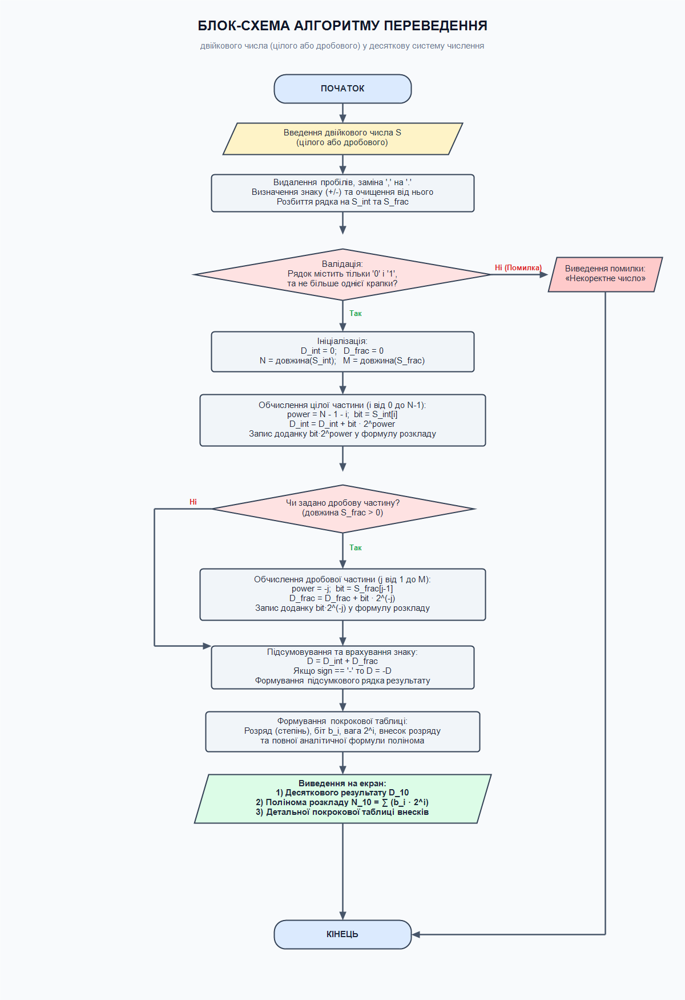 БЛОК-СХЕМА АЛГОРИТМУ ПЕРЕВЕДЕННЯ
двійкового числа (цілого або дробового) у десяткову систему числення
ПОЧАТОК
Введення двійкового числа S
(цілого або дробового)
Видалення пробілів, заміна ',' на '.'
Визначення знаку (+/-) та очищення від нього
Розбиття рядка на S_int та S_frac
Валідація:
Рядок містить тільки '0' і '1',
та не більше однієї крапки?
Ні (Помилка)
Виведення помилки:
«Некоректне число»
Так
Ініціалізація:
D_int = 0; D_frac = 0
N = довжина(S_int); M = довжина(S_frac)
Обчислення цілої частини (i від 0 до N-1):
power = N - 1 - i; bit = S_int[i]
D_int = D_int + bit · 2^power
Запис доданку bit·2^power у формулу розкладу
Ні
Чи задано дробову частину?
(довжина S_frac > 0)
Так
Обчислення дробової частини (j від 1 до M):
power = -j; bit = S_frac[j-1]
D_frac = D_frac + bit · 2^(-j)
Запис доданку bit·2^(-j) у формулу розкладу
Підсумовування та врахування знаку:
D = D_int + D_frac
Якщо sign == '-' то D = -D
Формування підсумкового рядка результату
Формування покрокової таблиці:
Розряд (степінь), біт b_i, вага 2^i, внесок розряду
та повної аналітичної формули полінома
Виведення на екран:
1) Десяткового результату D_10
2) Полінома розкладу N_10 = ∑ (b_i · 2^i)
3) Детальної покрокової таблиці внесків
КІНЕЦЬ